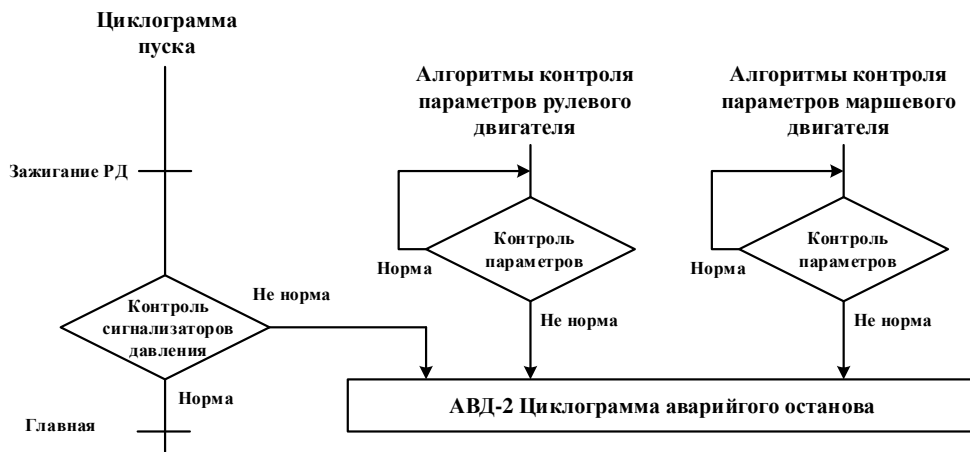 Циклограмма
пуска
Зажигание РД
Контроль
сигнализаторов
давления
Не норма
Норма
Главная
Алгоритмы контроля
параметров рулевого
двигателя
Контроль
параметров
Норма
Не норма
Алгоритмы контроля
параметров маршевого
двигателя
Контроль
параметров
Норма
Не норма
АВД-2 Циклограмма аварийгого останова